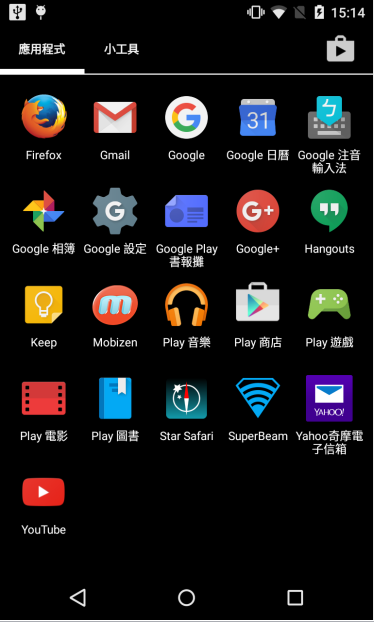 15:14
應用程式
小工具
Firefox
Gmail
Google
31
Google 日曆
ㄅ
Google 注音
輸入法
Google 相簿
G
Google 設定
Google Play
書報攤
G+
Google+
Hangouts
Keep
m
Mobizen
Play 音樂
Play 商店
Play 遊戲
Play 電影
Play 圖書
Star Safari
SuperBeam
YAHOO!
Yahoo奇摩電
子信箱
YouTube